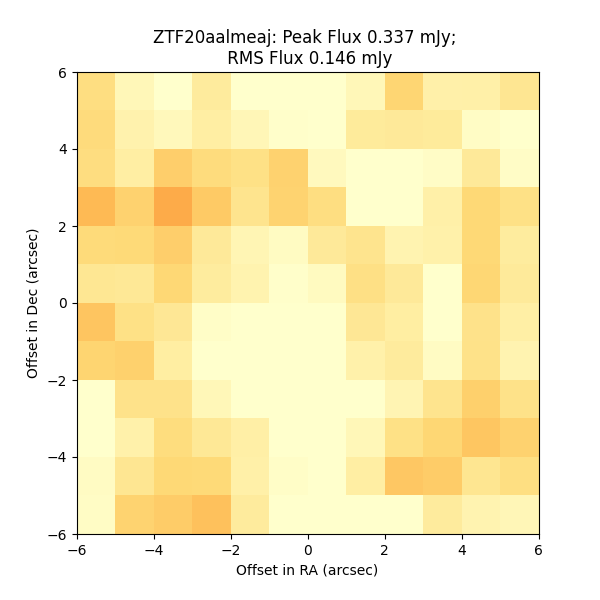 ZTF20aalmeaj: Peak Flux 0.337 mJy;
RMS Flux 0.146 mJy
6
4
2
0
−2
−4
−6
Offset in Dec (arcsec)
−6 −4 −2 0 2 4 6
Offset in RA (arcsec)